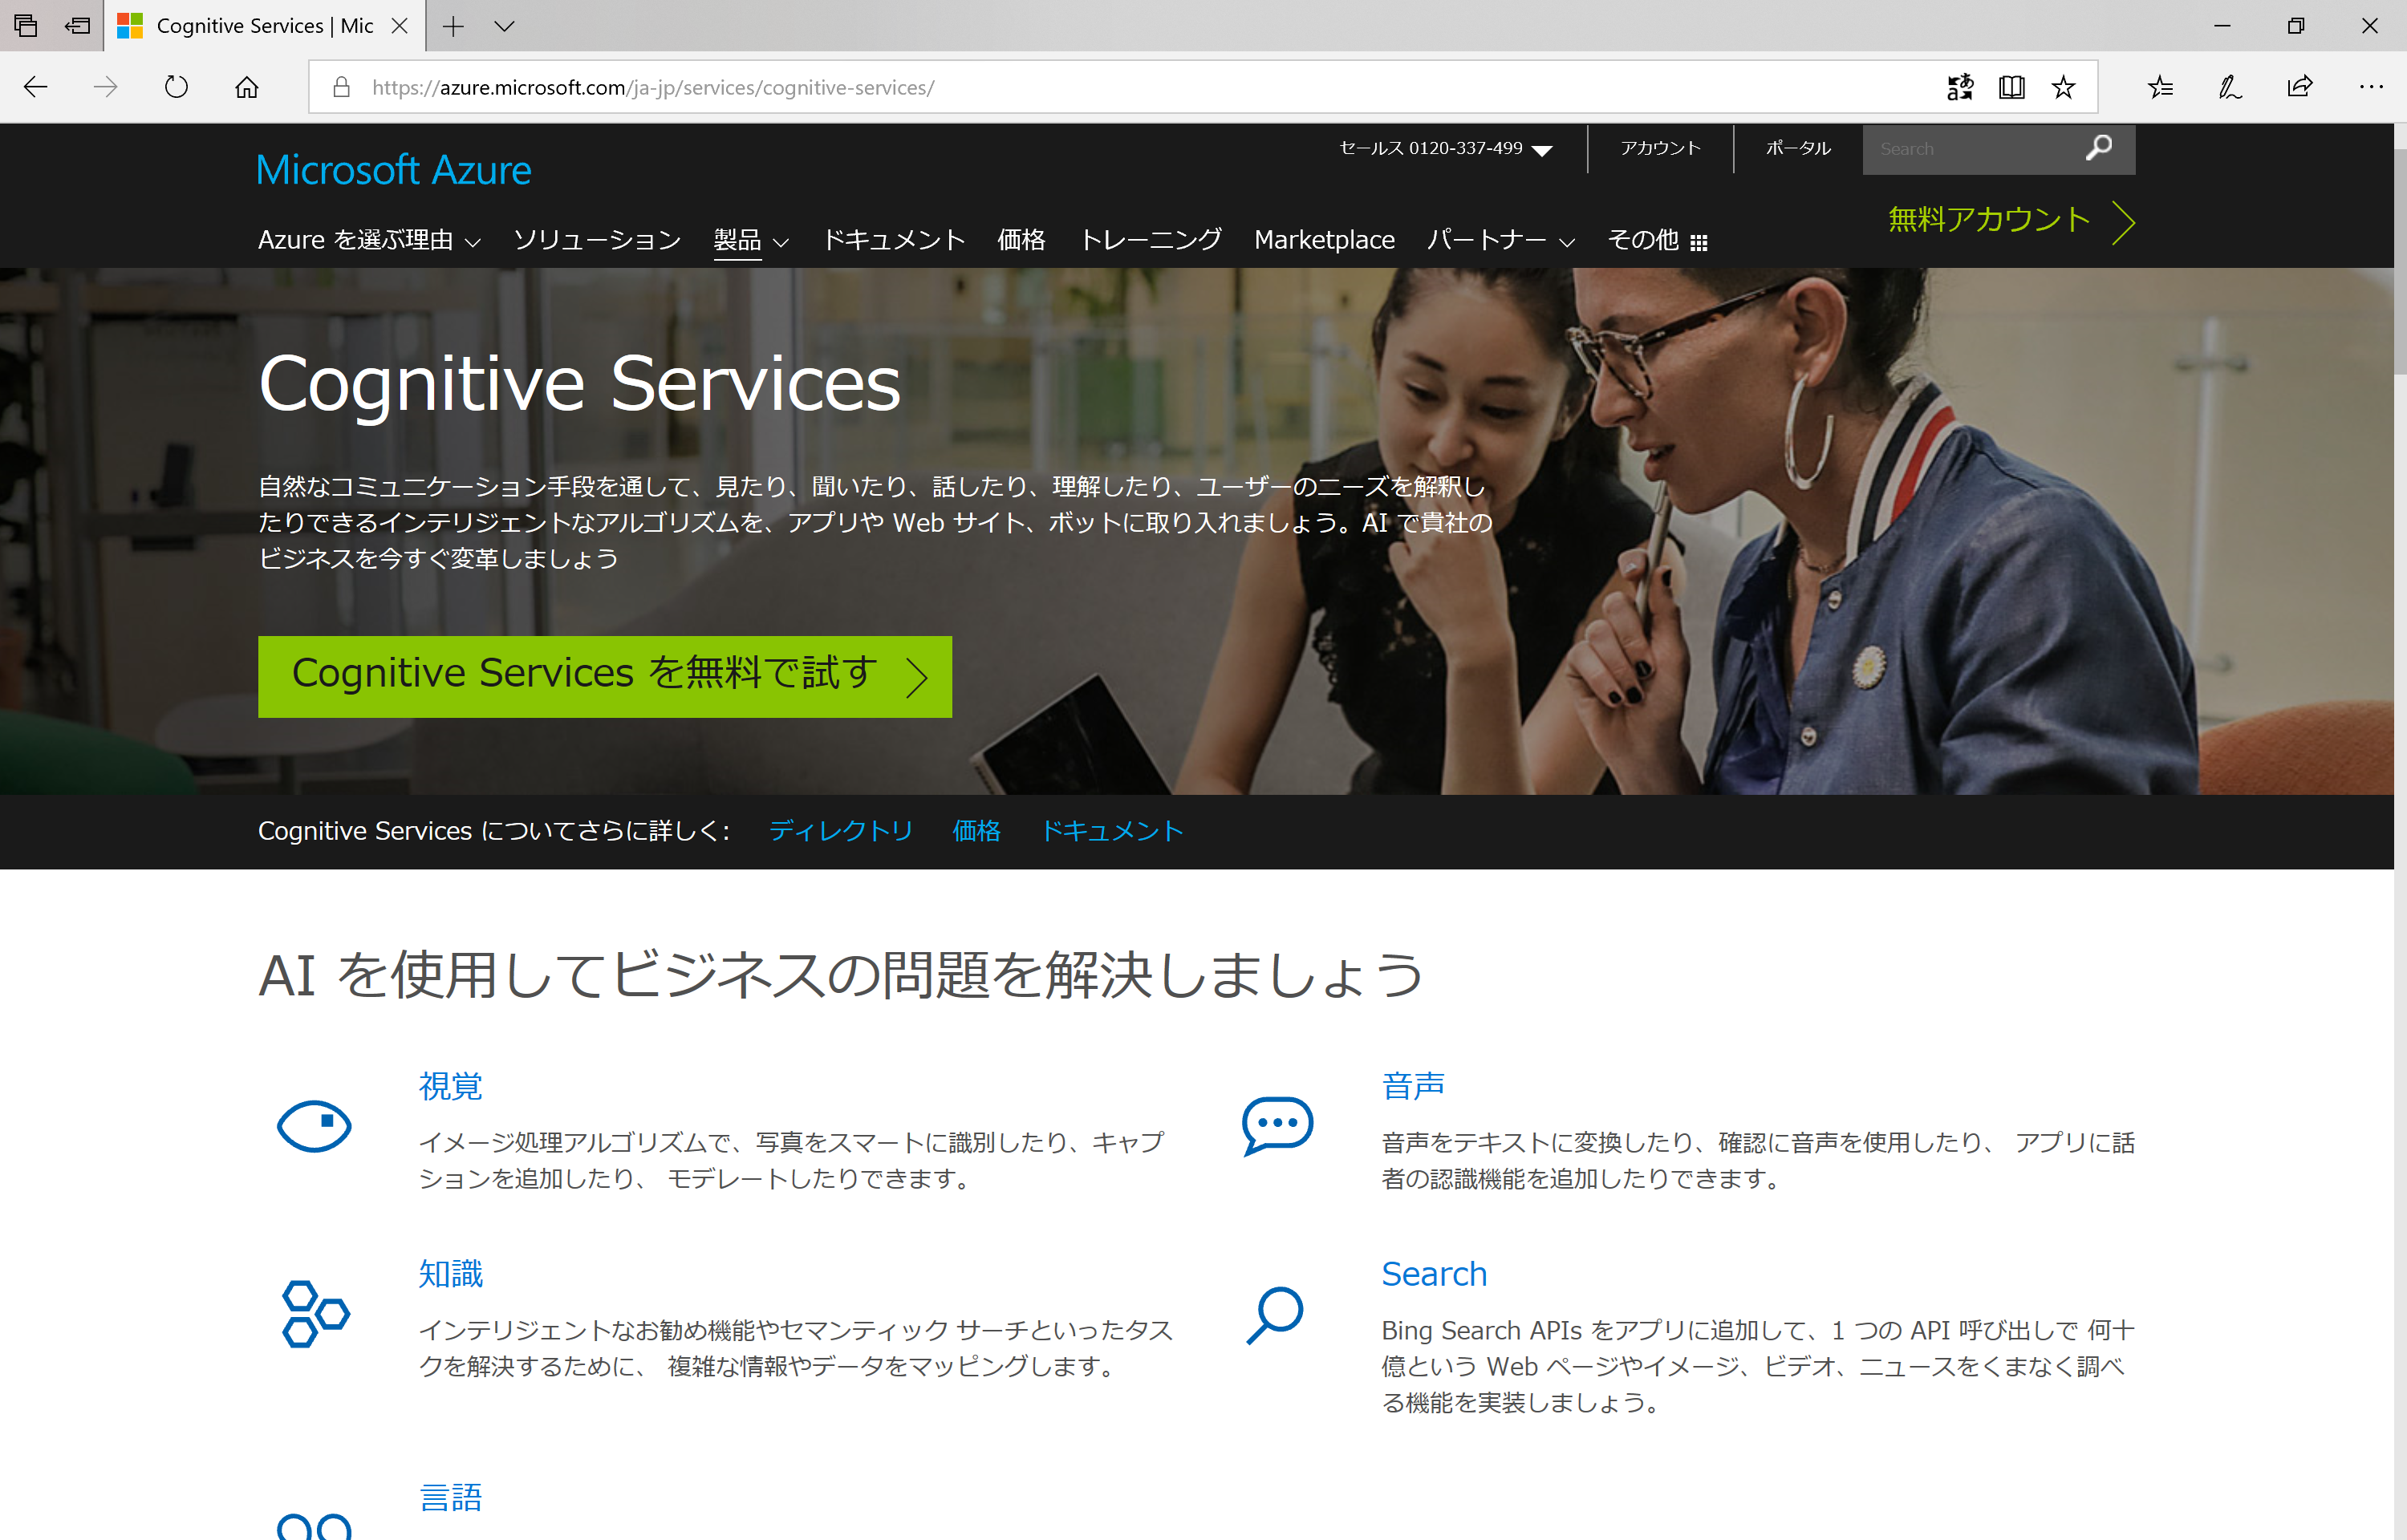 Cognitive Services | Mic
https://azure.microsoft.com/ja-jp/services/cognitive-services/
Microsoft Azure
セールス 0120-337-499
アカウント
ポータル
Search
無料アカウント
Azure を選ぶ理由
ソリューション
製品
ドキュメント
価格
トレーニング
Marketplace
パートナー
その他
Cognitive Services
自然なコミュニケーション手段を通して、見たり、聞いたり、話したり、理解したり、ユーザーのニーズを解釈し
たりできるインテリジェントなアルゴリズムを、アプリや Web サイト、ボットに取り入れましょう。AI で貴社の
ビジネスを今すぐ変革しましょう
Cognitive Services を無料で試す
Cognitive Services についてさらに詳しく: ディレクトリ 価格 ドキュメント
AI を使用してビジネスの問題を解決しましょう
視覚
イメージ処理アルゴリズムで、写真をスマートに識別したり、キャプ
ションを追加したり、 モデレートしたりできます。
音声
音声をテキストに変換したり、確認に音声を使用したり、 アプリに話
者の認識機能を追加したりできます。
知識
インテリジェントなお勧め機能やセマンティック サーチといったタス
クを解決するために、 複雑な情報やデータをマッピングします。
Search
Bing Search APIs をアプリに追加して、1 つの API 呼び出しで 何十
億という Web ページやイメージ、ビデオ、ニュースをくまなく調べ
る機能を実装しましょう。
言語